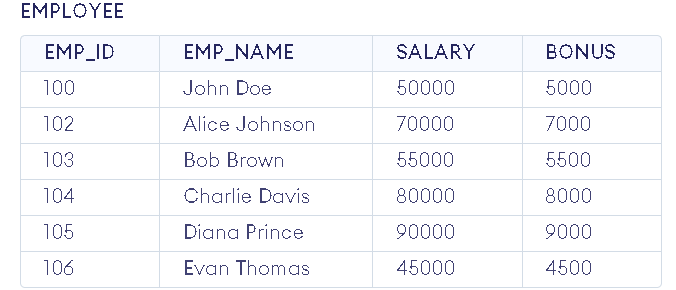 EMPLOYEE
EMP_ID EMP_NAME SALARY BONUS
100 John Doe 50000 5000
102 Alice Johnson 70000 7000
103 Bob Brown 55000 5500
104 Charlie Davis 80000 8000
105 Diana Prince 90000 9000
106 Evan Thomas 45000 4500